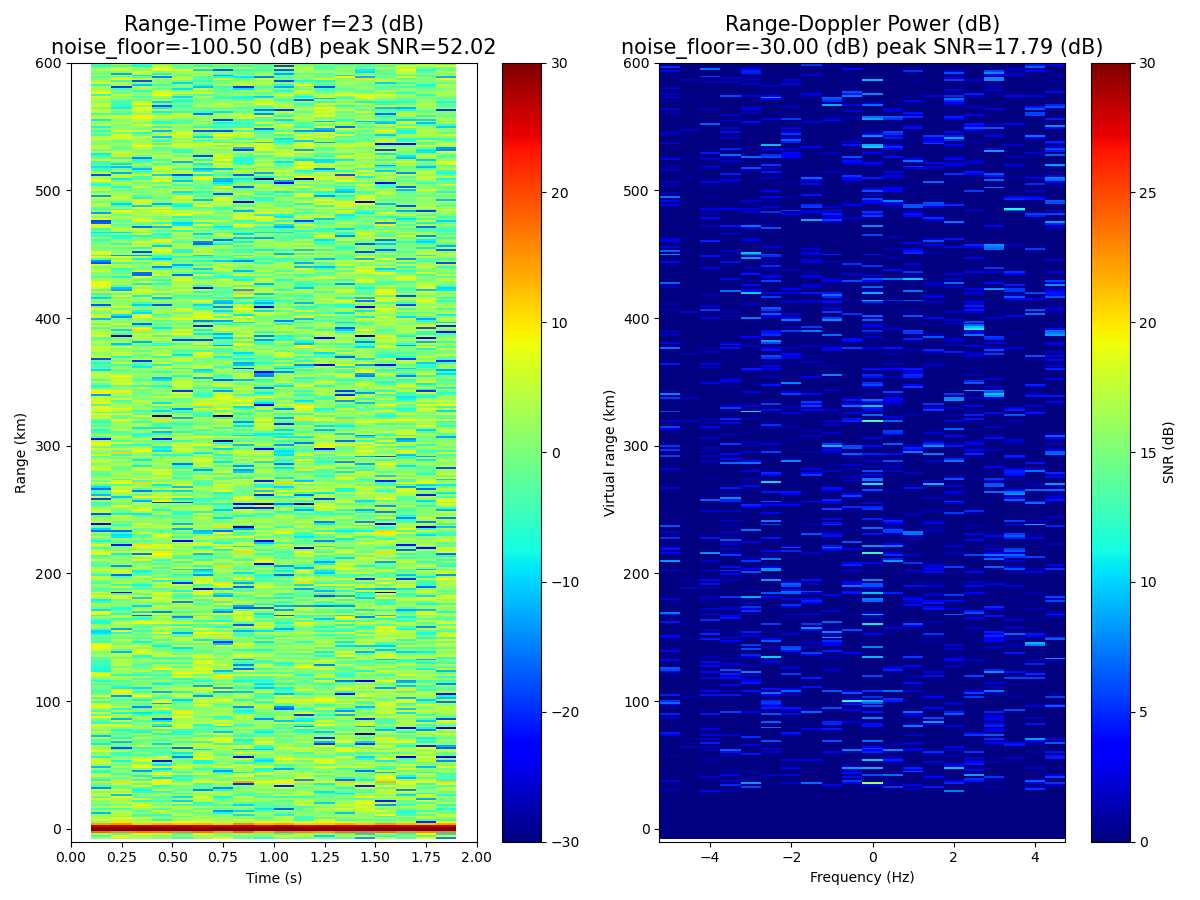 Range-Time Power f=23 (dB)
noise_floor=-100.50 (dB) peak SNR=52.02
600
500
400
300
200
100
0
Range (km)
0.00 0.25 0.50 0.75 1.00 1.25 1.50 1.75 2.00
Time (s)
30
20
10
0
−10
−20
−30
Range-Doppler Power (dB)
noise_floor=-30.00 (dB) peak SNR=17.79 (dB)
600
500
400
300
200
100
0
Virtual range (km)
−4 −2 0 2 4
Frequency (Hz)
30
25
20
15
10
5
0
SNR (dB)